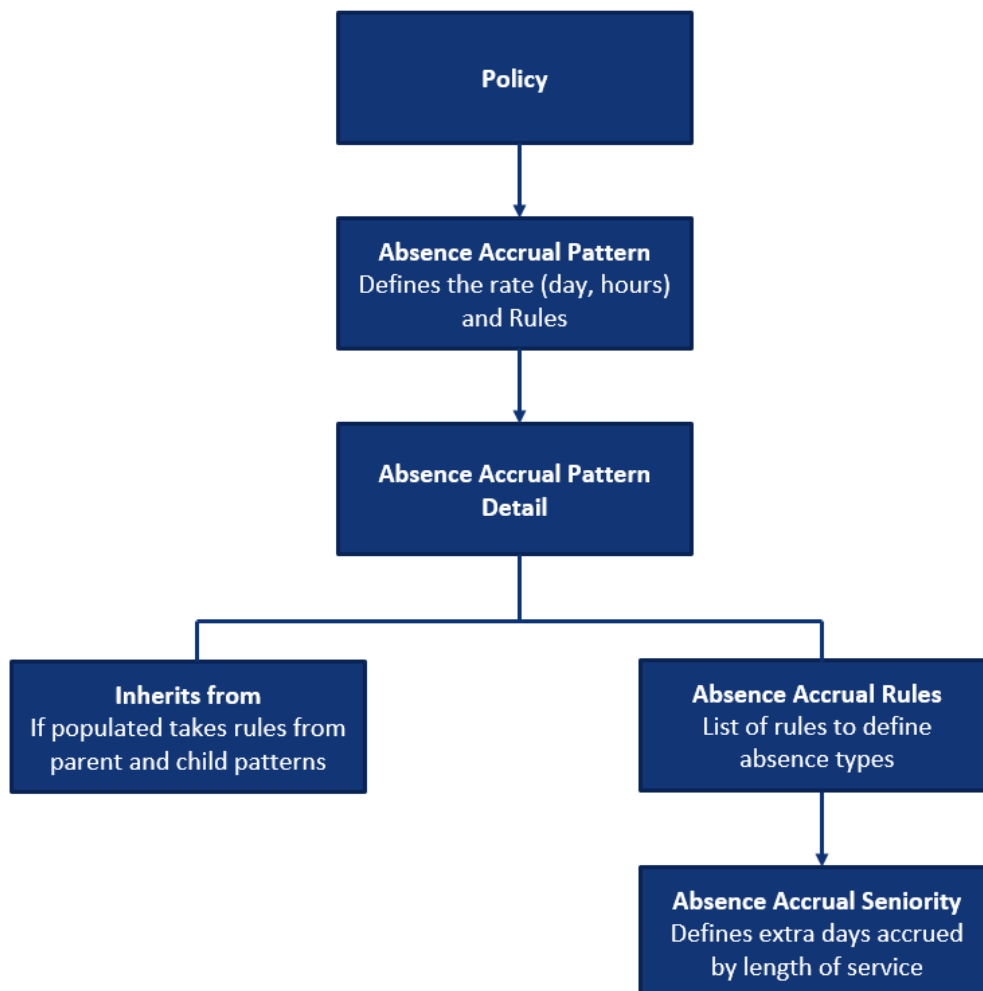 Policy
Absence Accrual Pattern
Defines the rate (day, hours)
and Rules
Absence Accrual Pattern
Detail
Inherits from
If populated takes rules from
parent and child patterns
Absence Accrual Rules
List of rules to define
absence types
Absence Accrual Seniority
Defines extra days accrued
by length of service